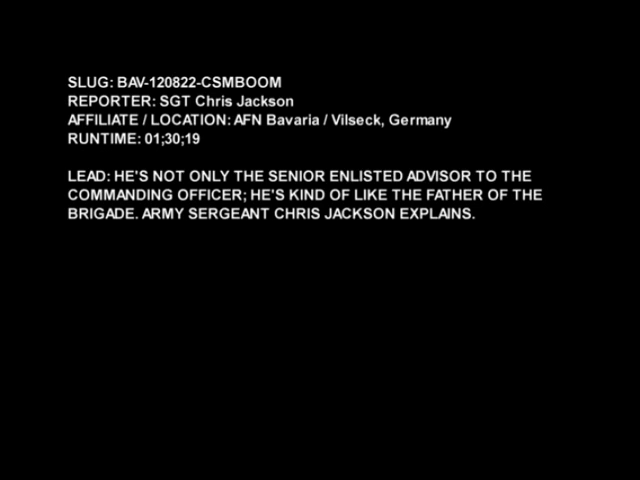 SLUG: BAV-120822-CSMBOOM
REPORTER: SGT Chris Jackson
AFFILIATE / LOCATION: AFN Bavaria / Vilseck, Germany
RUNTIME: 01;30;19
LEAD: HE'S NOT ONLY THE SENIOR ENLISTED ADVISOR TO THE
COMMANDING OFFICER; HE'S KIND OF LIKE THE FATHER OF THE
BRIGADE. ARMY SERGEANT CHRIS JACKSON EXPLAINS.